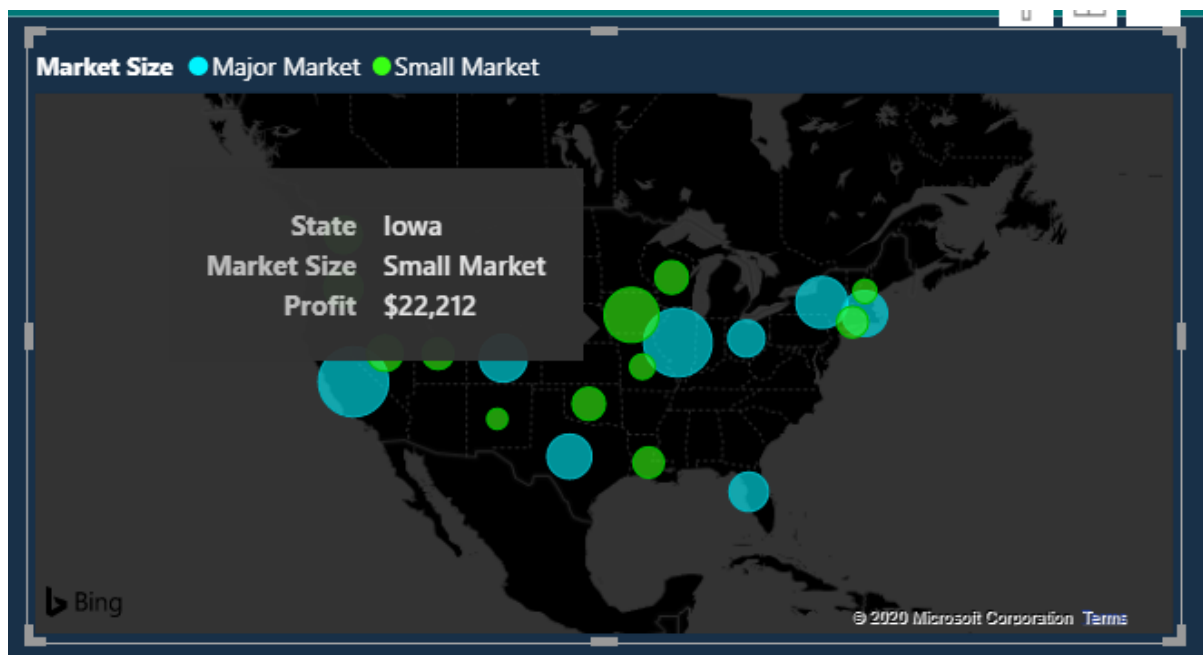 Market Size Major Market Small Market
State Iowa
Market Size Small Market
Profit $22,212
Bing
© 2020 Microsoft Corporation Terms